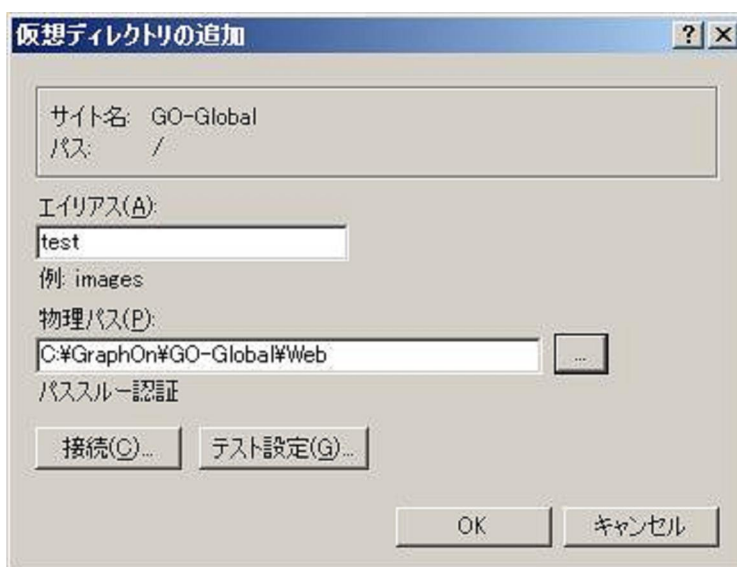 仮想ディレクトリの追加
サイト名: GO-Global
パス: /
エイリアス(A):
test
例: images
物理パス(P):
C:¥GraphOn¥GO-Global¥Web
...
パススルー認証
接続(C)... テスト設定(G)...
OK キャンセル